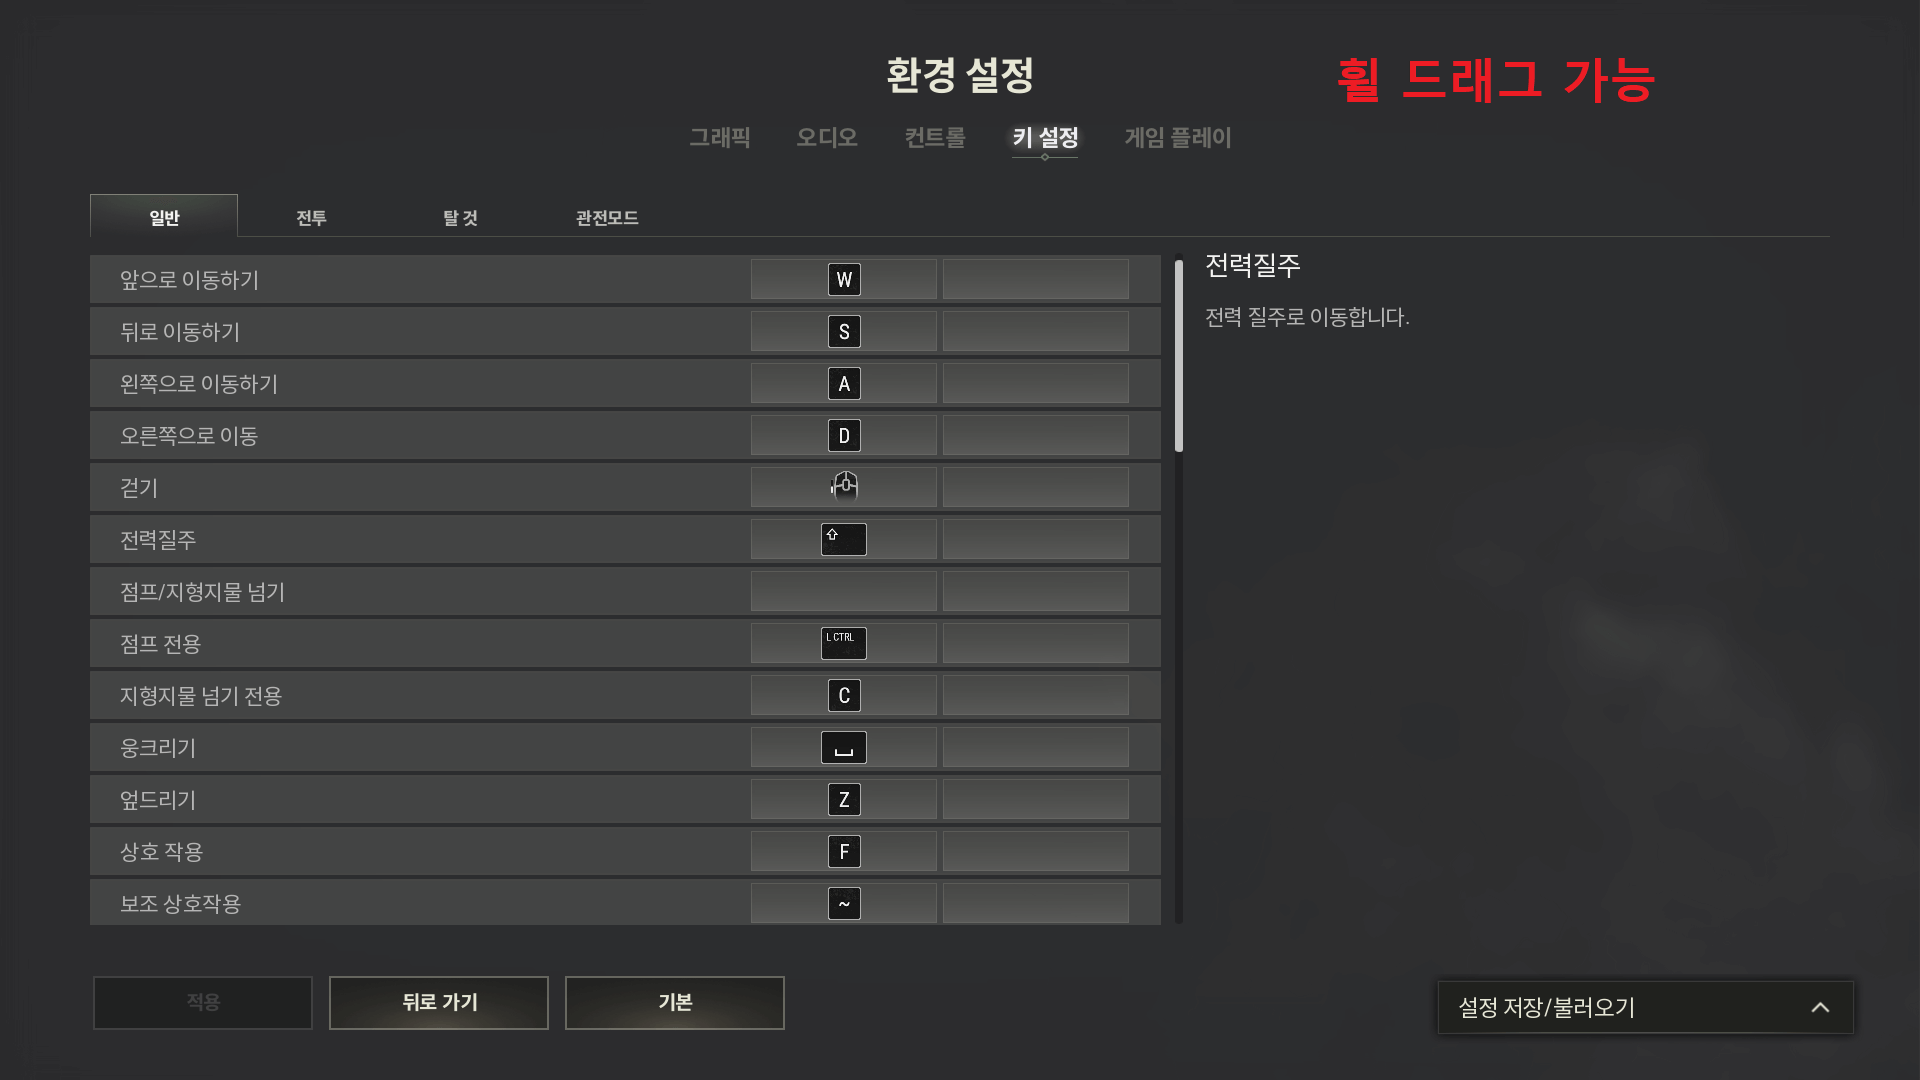 환경 설정
휠 드래그 가능
그래픽 오디오 컨트롤 키 설정 게임 플레이
일반 전투 탈 것 관전모드
앞으로 이동하기 W
뒤로 이동하기 S
왼쪽으로 이동하기 A
오른쪽으로 이동 D
걷기
전력질주
점프/지형지물 넘기
점프 전용 L CTRL
지형지물 넘기 전용 C
웅크리기
엎드리기 Z
상호 작용 F
보조 상호작용 ~
전력질주
전력 질주로 이동합니다.
적용 뒤로 가기 기본
설정 저장/불러오기